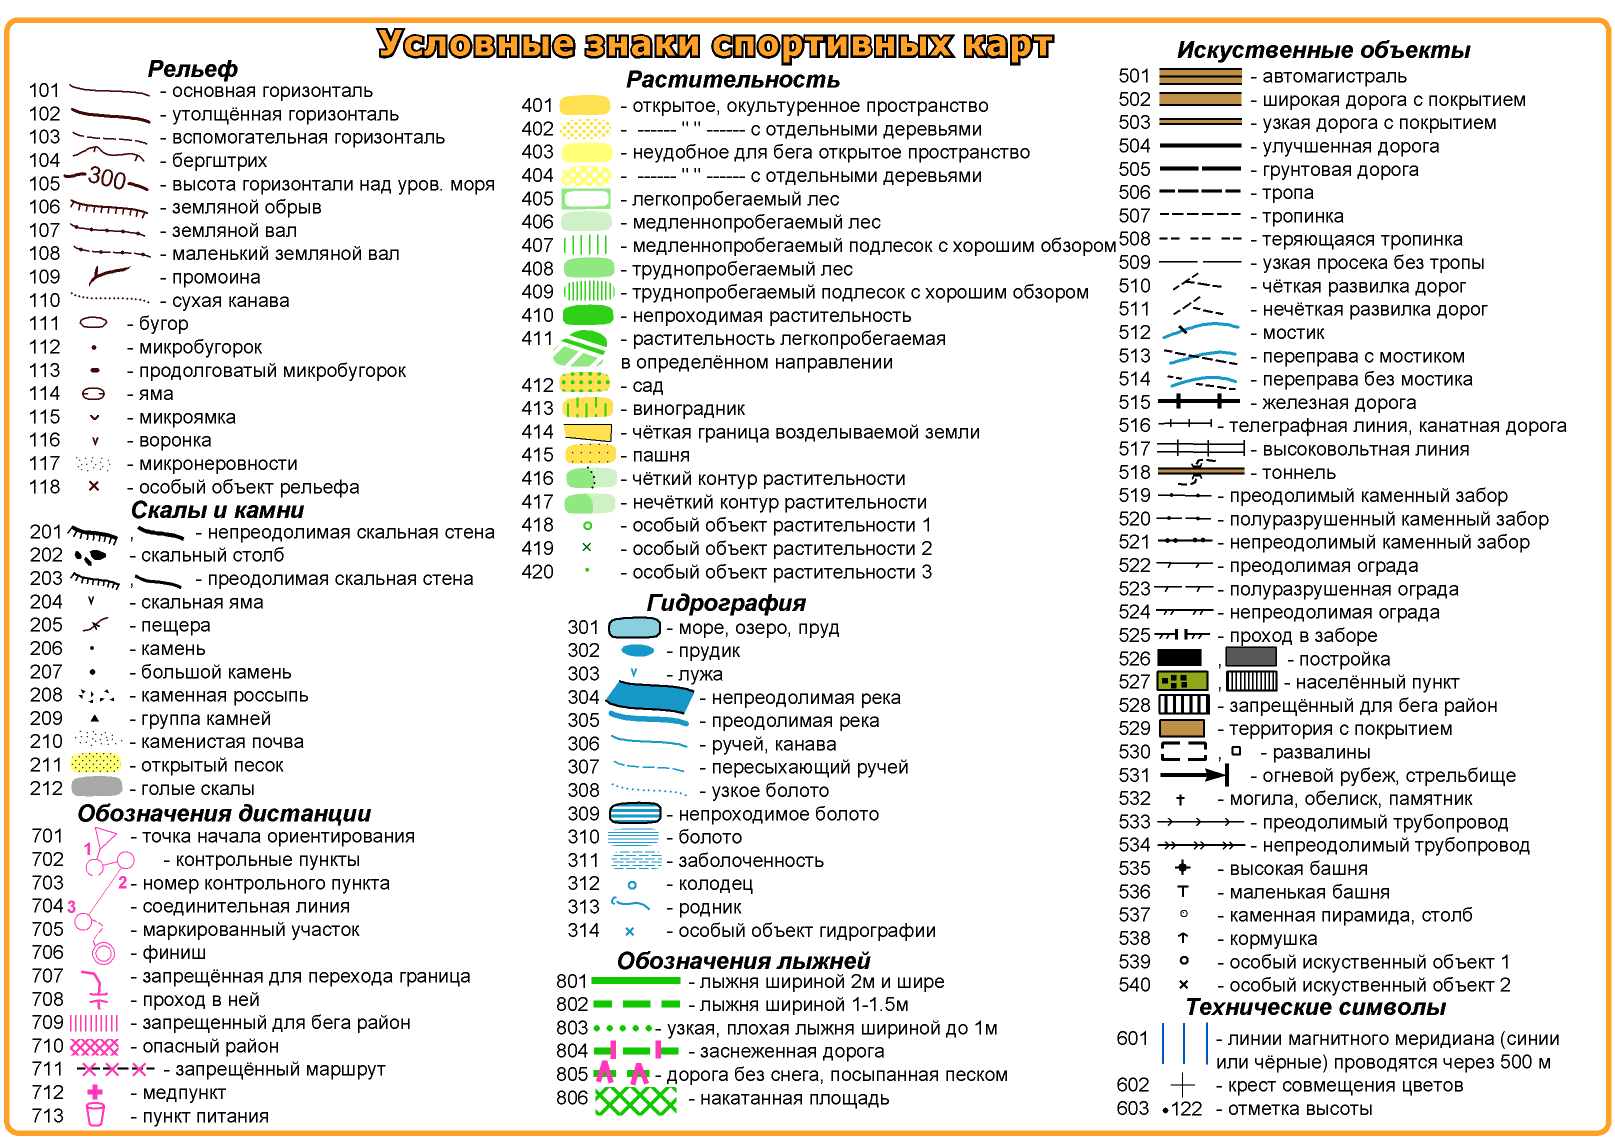 Условные знаки спортивных карт
Рельеф
101 - основная горизонталь
102 - утолщённая горизонталь
103 - вспомогательная горизонталь
104 - бергштрих
105 300 - высота горизонтали над уров. моря
106 - земляной обрыв
107 - земляной вал
108 - маленький земляной вал
109 - промоина
110 - сухая канава
111 - бугор
112 - микробугорок
113 - продолговатый микробугорок
114 - яма
115 - микроямка
116 - воронка
117 - микронеровности
118 - особый объект рельефа
Скалы и камни
201 , - непреодолимая скальная стена
202 - скальный столб
203 , - преодолимая скальная стена
204 - скальная яма
205 - пещера
206 - камень
207 - большой камень
208 - каменная россыпь
209 - группа камней
210 - каменистая почва
211 - открытый песок
212 - голые скалы
Обозначения дистанции
701 - точка начала ориентирования
1
702 - контрольные пункты
703 2 - номер контрольного пункта
704 3 - соединительная линия
705 - маркированный участок
706 - финиш
707 - запрещённая для перехода граница
708 - проход в ней
709 - запрещенный для бега район
710 - опасный район
711 - запрещённый маршрут
712 - медпункт
713 - пункт питания
Растительность
401 - открытое, окультуренное пространство
402 - ------ " " ------ с отдельными деревьями
403 - неудобное для бега открытое пространство
404 - ------ " " ------ с отдельными деревьями
405 - легкопробегаемый лес
406 - медленнопробегаемый лес
407 - медленнопробегаемый подлесок с хорошим обзором
408 - труднопробегаемый лес
409 - труднопробегаемый подлесок с хорошим обзором
410 - непроходимая растительность
411 - растительность легкопробегаемая
в определённом направлении
412 - сад
413 - виноградник
414 - чёткая граница возделываемой земли
415 - пашня
416 - чёткий контур растительности
417 - нечёткий контур растительности
418 - особый объект растительности 1
419 - особый объект растительности 2
420 - особый объект растительности 3
Гидрография
301 - море, озеро, пруд
302 - прудик
303 - лужа
304 - непреодолимая река
305 - преодолимая река
306 - ручей, канава
307 - пересыхающий ручей
308 - узкое болото
309 - непроходимое болото
310 - болото
311 - заболоченность
312 - колодец
313 - родник
314 - особый объект гидрографии
Обозначения лыжней
801 - лыжня шириной 2м и шире
802 - лыжня шириной 1-1.5м
803 - узкая, плохая лыжня шириной до 1м
804 - заснеженная дорога
805 - дорога без снега, посыпанная песком
806 - накатанная площадь
Искуственные объекты
501 - автомагистраль
502 - широкая дорога с покрытием
503 - узкая дорога с покрытием
504 - улучшенная дорога
505 - грунтовая дорога
506 - тропа
507 - тропинка
508 - теряющаяся тропинка
509 - узкая просека без тропы
510 - чёткая развилка дорог
511 - нечёткая развилка дорог
512 - мостик
513 - переправа с мостиком
514 - переправа без мостика
515 - железная дорога
516 - телеграфная линия, канатная дорога
517 - высоковольтная линия
518 - тоннель
519 - преодолимый каменный забор
520 - полуразрушенный каменный забор
521 - непреодолимый каменный забор
522 - преодолимая ограда
523 - полуразрушенная ограда
524 - непреодолимая ограда
525 - проход в заборе
526 , - постройка
527 , - населённый пункт
528 - запрещённый для бега район
529 - территория с покрытием
530 , - развалины
531 - огневой рубеж, стрельбище
532 - могила, обелиск, памятник
533 - преодолимый трубопровод
534 - непреодолимый трубопровод
535 - высокая башня
536 - маленькая башня
537 - каменная пирамида, столб
538 - кормушка
539 - особый искуственный объект 1
540 - особый искуственный объект 2
Технические символы
601 - линии магнитного меридиана (синии
или чёрные) проводятся через 500 м
602 - крест совмещения цветов
603 •122 - отметка высоты